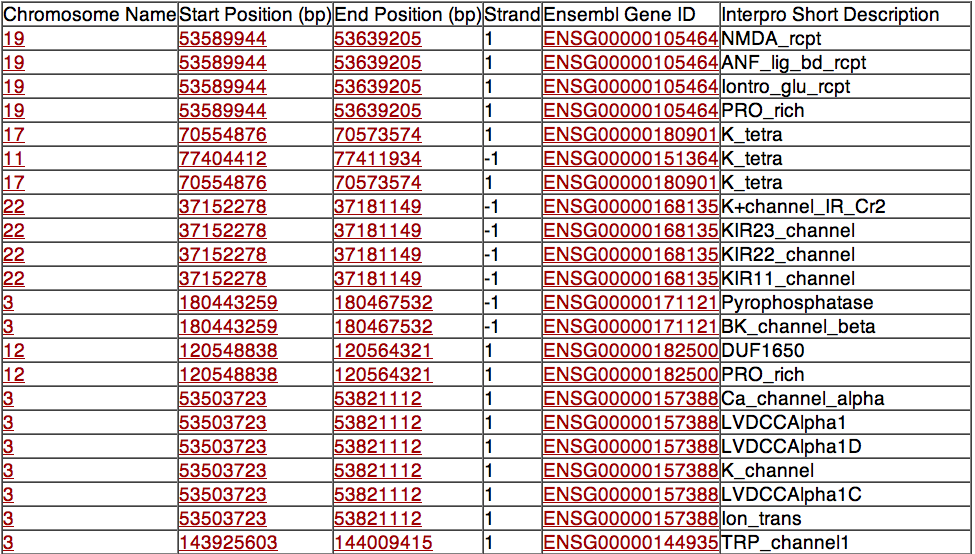 Chromosome Name Start Position (bp) End Position (bp) Strand Ensembl Gene ID Interpro Short Description
19 53589944 53639205 1 ENSG00000105464 NMDA_rcpt
19 53589944 53639205 1 ENSG00000105464 ANF_lig_bd_rcpt
19 53589944 53639205 1 ENSG00000105464 Iontro_glu_rcpt
19 53589944 53639205 1 ENSG00000105464 PRO_rich
17 70554876 70573574 1 ENSG00000180901 K_tetra
11 77404412 77411934 -1 ENSG00000151364 K_tetra
17 70554876 70573574 1 ENSG00000180901 K_tetra
22 37152278 37181149 -1 ENSG00000168135 K+channel_IR_Cr2
22 37152278 37181149 -1 ENSG00000168135 KIR23_channel
22 37152278 37181149 -1 ENSG00000168135 KIR22_channel
22 37152278 37181149 -1 ENSG00000168135 KIR11_channel
3 180443259 180467532 -1 ENSG00000171121 Pyrophosphatase
3 180443259 180467532 -1 ENSG00000171121 BK_channel_beta
12 120548838 120564321 1 ENSG00000182500 DUF1650
12 120548838 120564321 1 ENSG00000182500 PRO_rich
3 53503723 53821112 1 ENSG00000157388 Ca_channel_alpha
3 53503723 53821112 1 ENSG00000157388 LVDCCAlpha1
3 53503723 53821112 1 ENSG00000157388 LVDCCAlpha1D
3 53503723 53821112 1 ENSG00000157388 K_channel
3 53503723 53821112 1 ENSG00000157388 LVDCCAlpha1C
3 53503723 53821112 1 ENSG00000157388 Ion_trans
3 143925603 144009415 1 ENSG00000144935 TRP_channel1